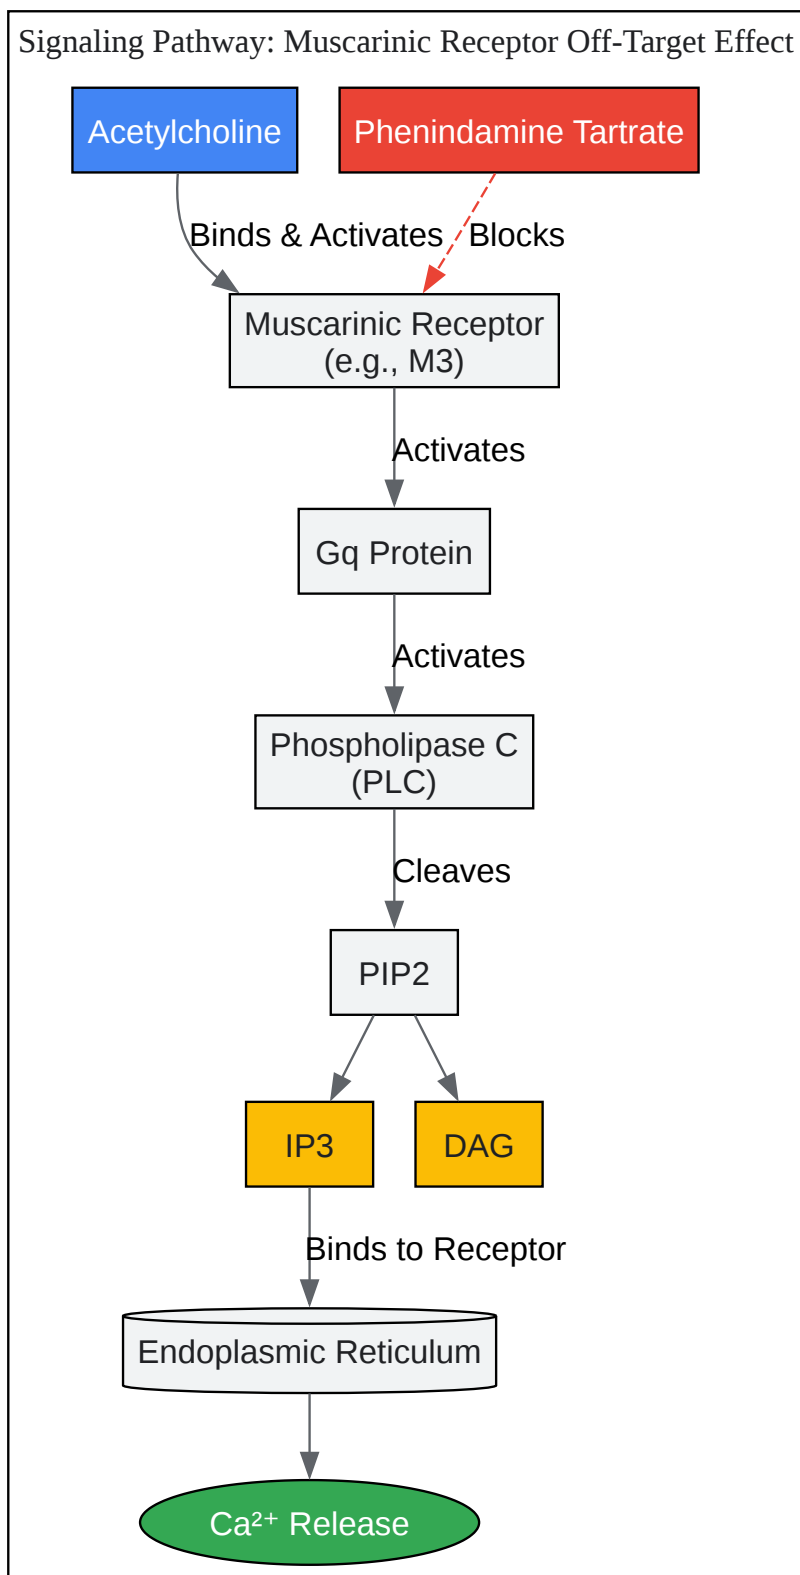 Signaling Pathway: Muscarinic Receptor Off-Target Effect
Acetylcholine
Phenindamine Tartrate
Binds & Activates
Blocks
Muscarinic Receptor
(e.g., M3)
Activates
Gq Protein
Activates
Phospholipase C
(PLC)
Cleaves
PIP2
IP3
DAG
Binds to Receptor
Endoplasmic Reticulum
Ca²⁺ Release